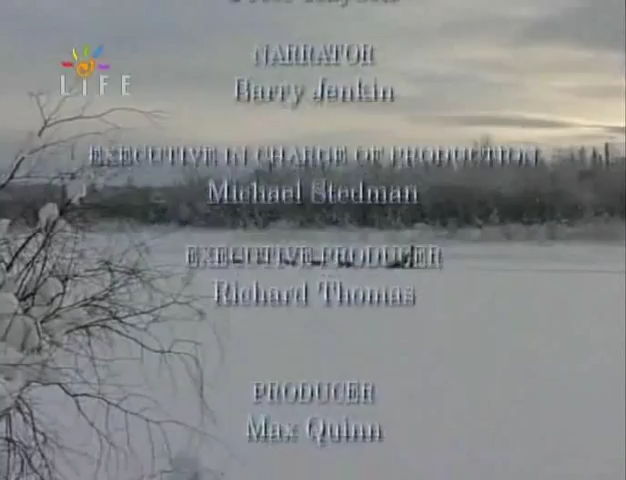 LIFE
NARRATOR
Barry Jenkin
EXECUTIVE IN CHARGE OF PRODUCTION
Michael Stedman
EXECUTIVE PRODUCER
Richard Thomas
PRODUCER
Max Quinn